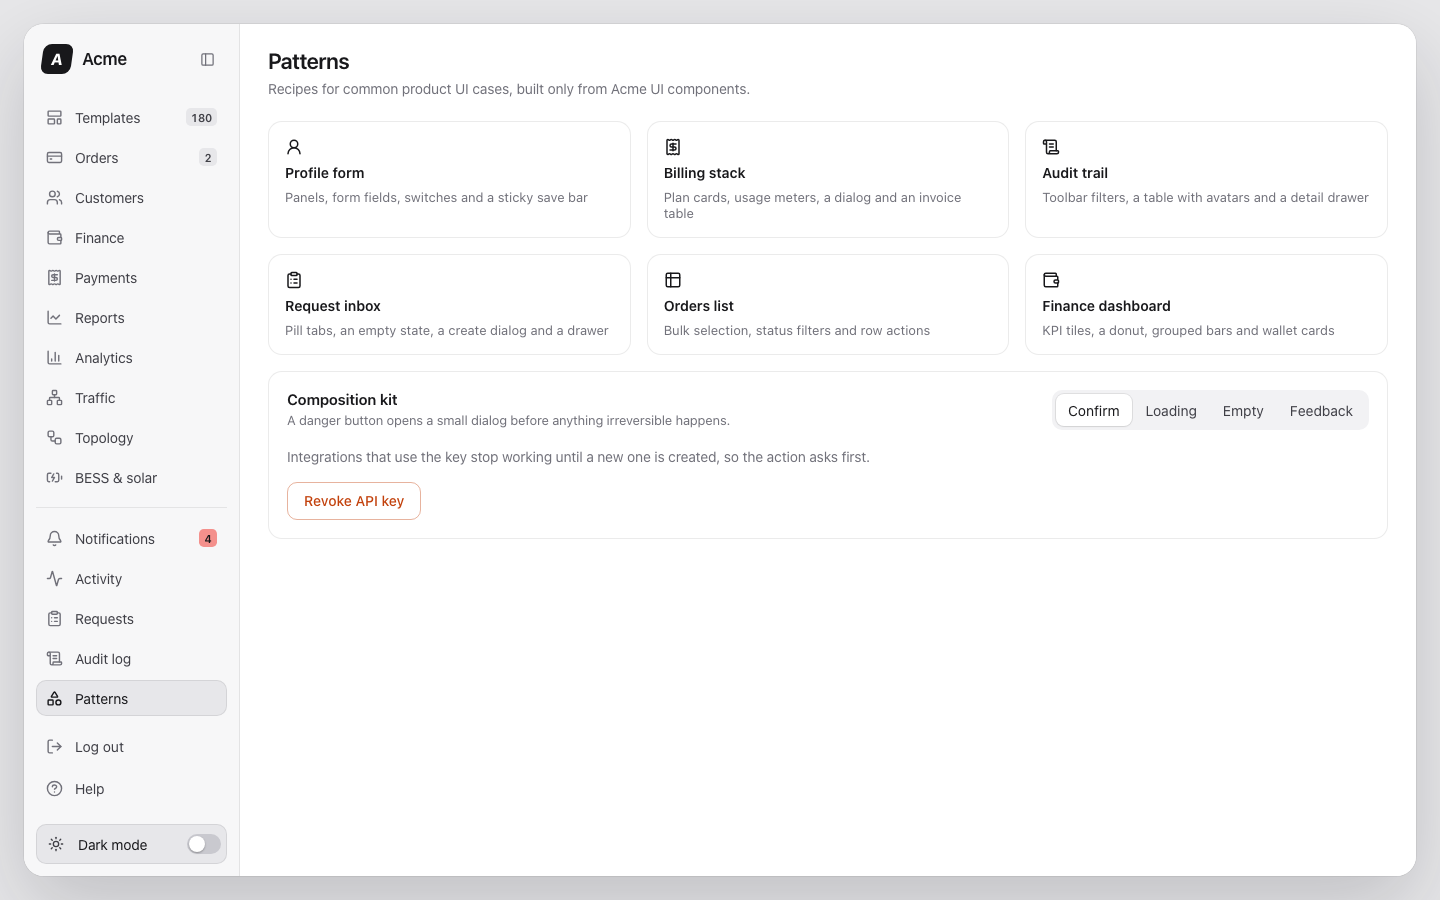 A Acme
Templates 180
Orders 2
Customers
Finance
Payments
Reports
Analytics
Traffic
Topology
BESS & solar
Notifications 4
Activity
Requests
Audit log
Patterns
Log out
Help
Dark mode
Patterns
Recipes for common product UI cases, built only from Acme UI components.
Profile form
Panels, form fields, switches and a sticky save bar
Billing stack
Plan cards, usage meters, a dialog and an invoice
table
Audit trail
Toolbar filters, a table with avatars and a detail drawer
Request inbox
Pill tabs, an empty state, a create dialog and a drawer
Orders list
Bulk selection, status filters and row actions
Finance dashboard
KPI tiles, a donut, grouped bars and wallet cards
Composition kit
A danger button opens a small dialog before anything irreversible happens.
Confirm Loading Empty Feedback
Integrations that use the key stop working until a new one is created, so the action asks first.
Revoke API key